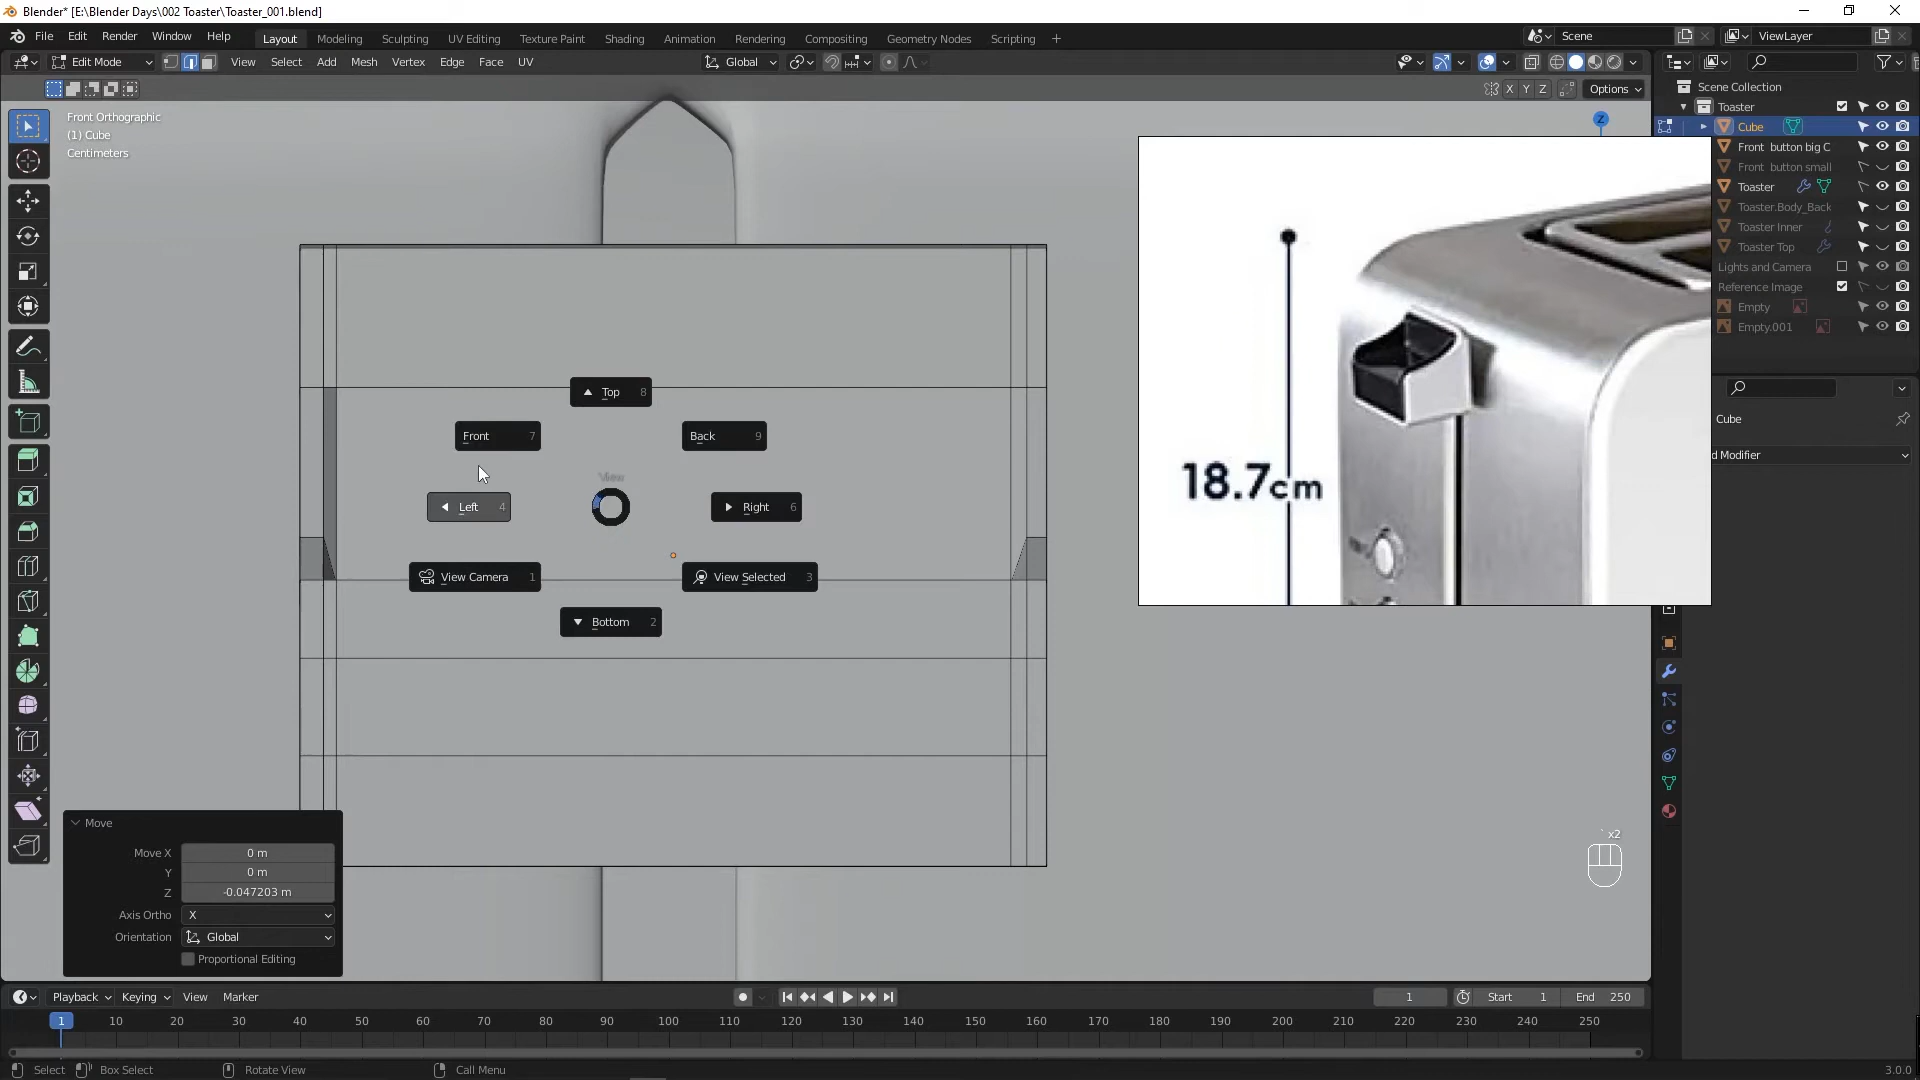 Blender* [E:\Blender Days\002 Toaster\Toaster_001.blend]
File Edit Render Window Help
Layout Modeling Sculpting UV Editing Texture Paint Shading Animation Rendering Compositing Geometry Nodes Scripting +
Scene
ViewLayer
Edit Mode
View Select Add Mesh Vertex Edge Face UV
Global
X Y Z
Options
Front Orthographic
(1) Cube
Centimeters
Z
Scene Collection
Toaster
Cube
Front button big C
Front button small
Toaster
Toaster.Body_Back
Toaster Inner
Toaster Top
Lights and Camera
Reference Image
Empty
Empty.001
Cube
d Modifier
18.7cm
Top 8
Front 7
Back 9
View
Left 4
Right 6
View Camera 1
View Selected 3
Bottom 2
Move
Move X 0 m
Y 0 m
Z -0.047203 m
Axis Ortho X
Orientation Global
Proportional Editing
` x2
Playback Keying View Marker
1
Start 1
End 250
1 10 20 30 40 50 60 70 80 90 100 110 120 130 140 150 160 170 180 190 200 210 220 230 240 250
Select Box Select Rotate View Call Menu
3.0.0